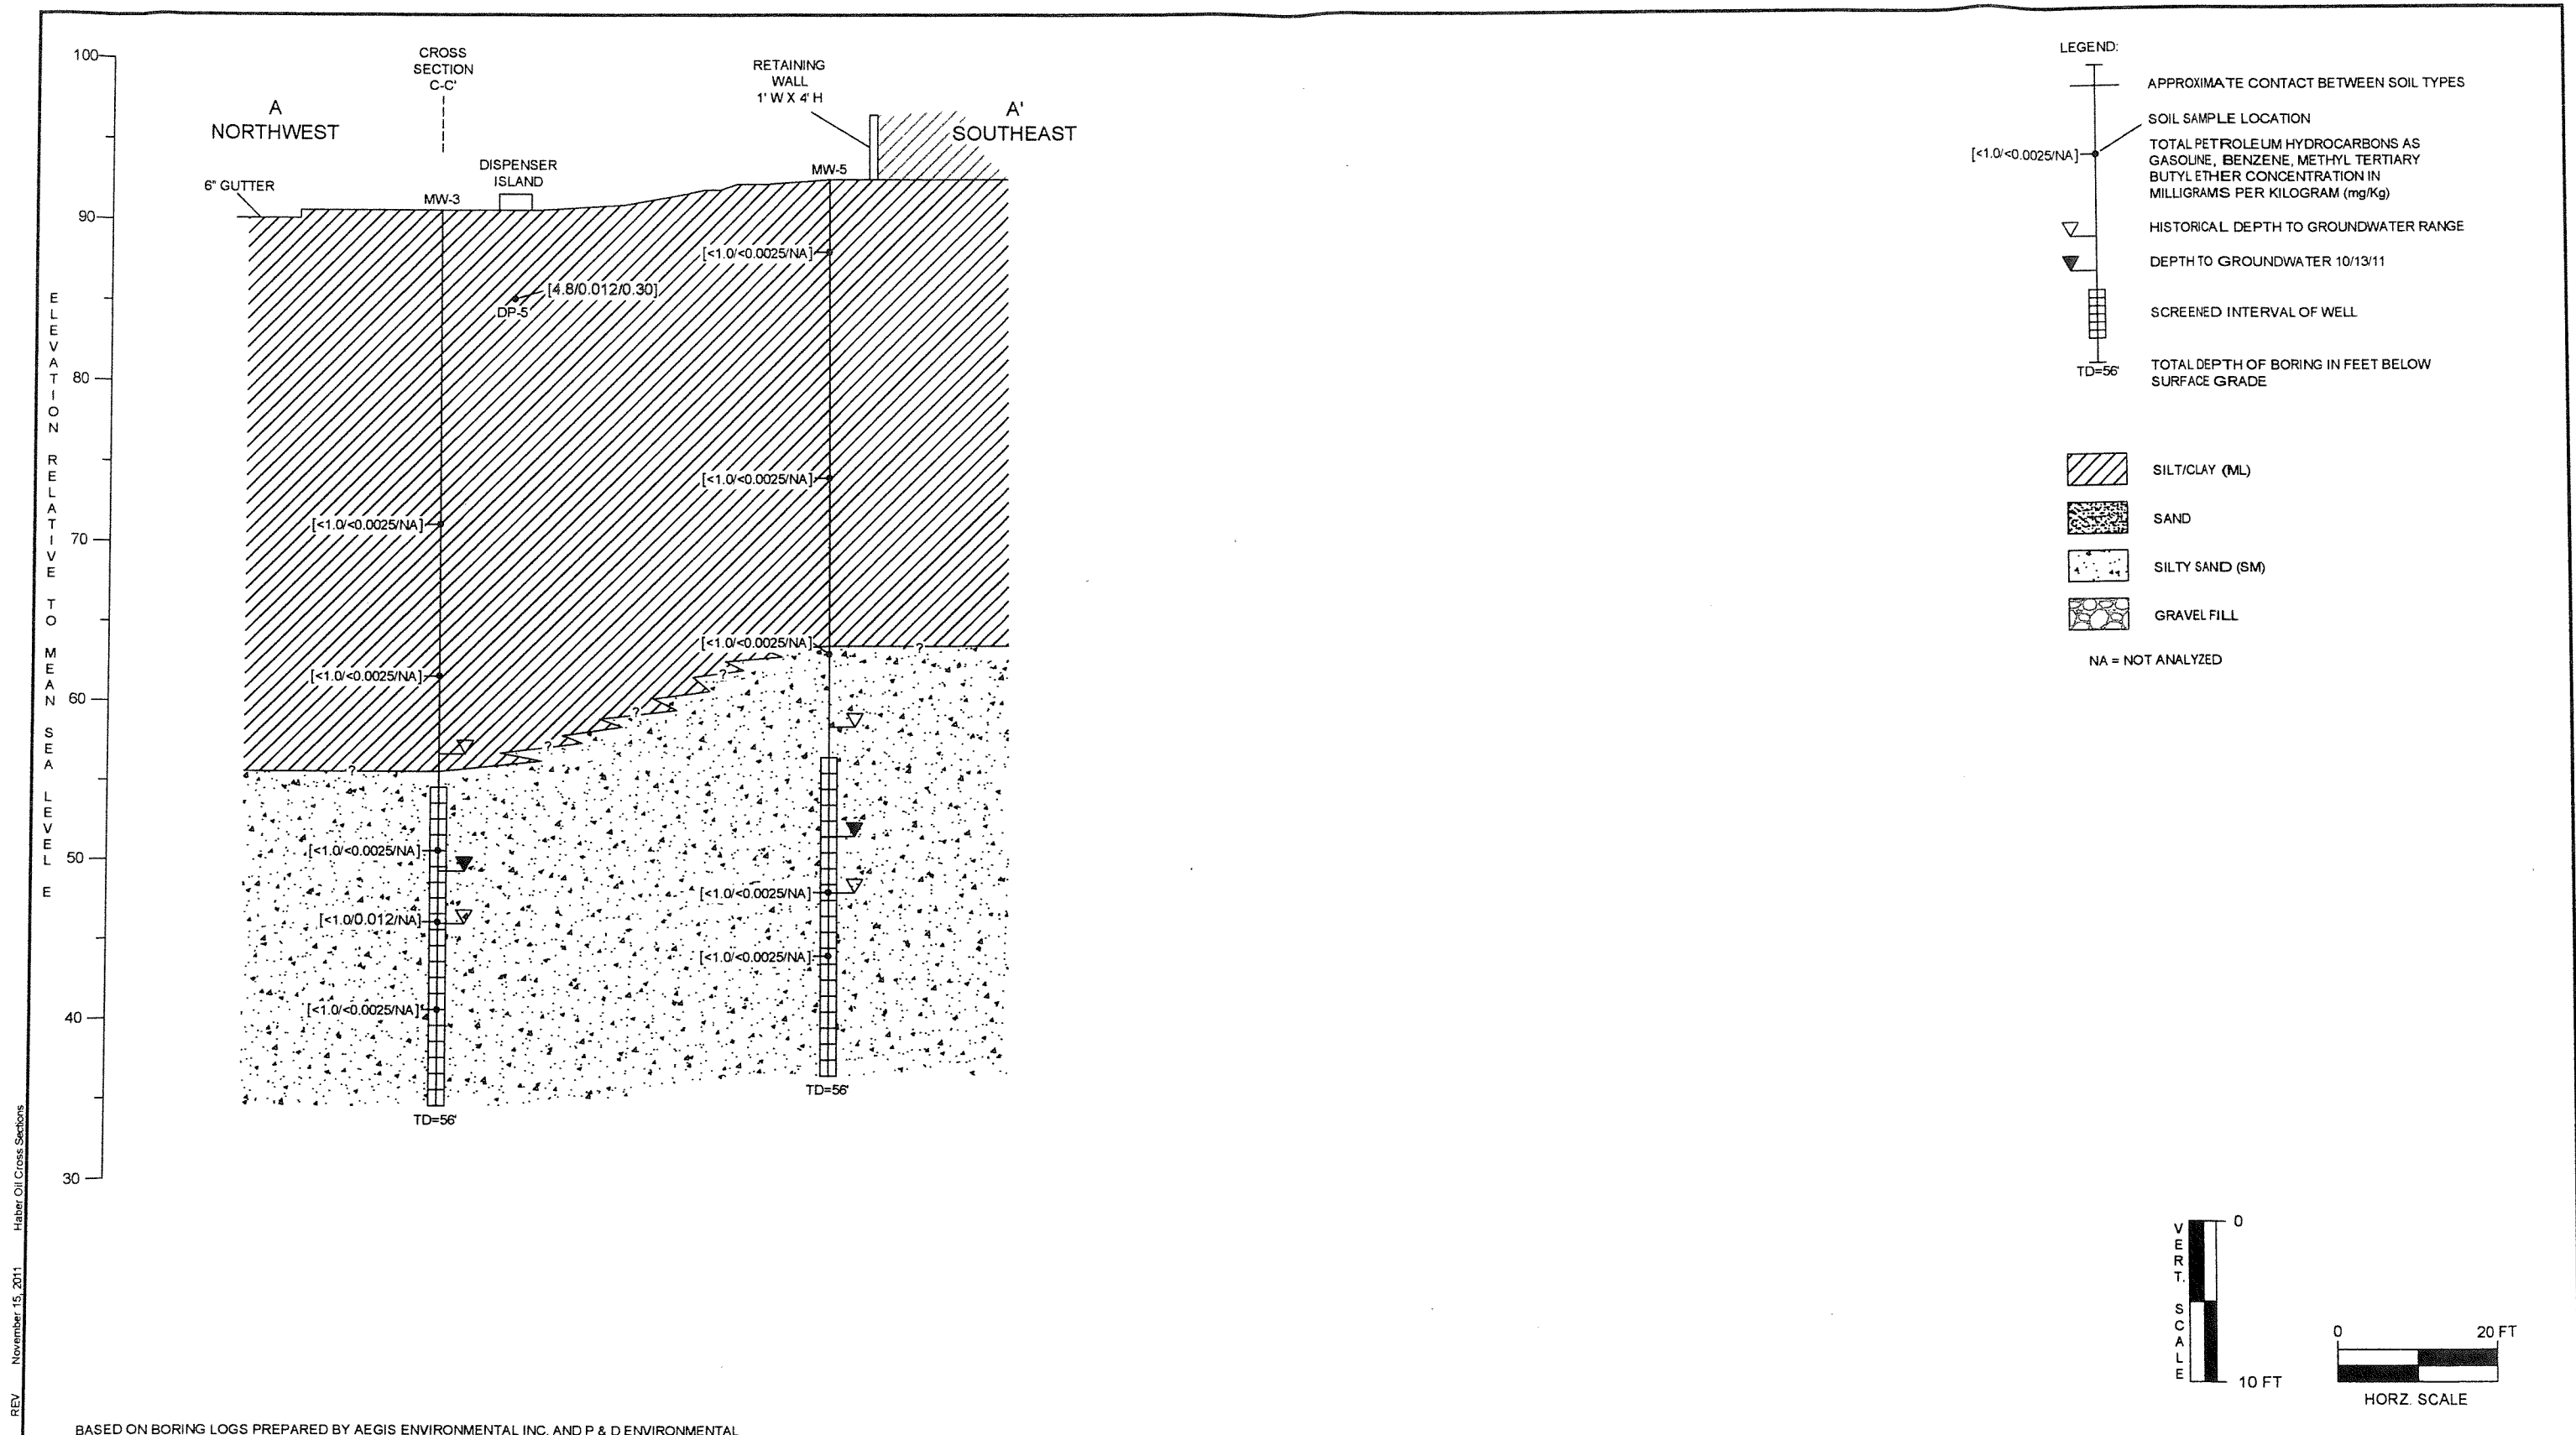 100
90
80
70
60
50
40
30
ELEVATION RELATIVE TO MEAN SEA LEVEL E
CROSS
SECTION
C-C'
A
NORTHWEST
6" GUTTER
MW-3
DISPENSER
ISLAND
RETAINING
WALL
1' W X 4' H
A'
SOUTHEAST
MW-5
[<1.0/<0.0025/NA]
[4.8/0.012/0.30]
DP-5
[<1.0/<0.0025/NA]
[<1.0/<0.0025/NA]
[<1.0/<0.0025/NA]
?
[<1.0/<0.0025/NA]
?
?
?
?
[<1.0/<0.0025/NA]
[<1.0/<0.0025/NA]
[<1.0/0.012/NA]
[<1.0/<0.0025/NA]
[<1.0/<0.0025/NA]
TD=56'
TD=56'
LEGEND:
APPROXIMATE CONTACT BETWEEN SOIL TYPES
SOIL SAMPLE LOCATION
[<1.0/<0.0025/NA]
TOTAL PETROLEUM HYDROCARBONS AS
GASOLINE, BENZENE, METHYL TERTIARY
BUTYL ETHER CONCENTRATION IN
MILLIGRAMS PER KILOGRAM (mg/Kg)
HISTORICAL DEPTH TO GROUNDWATER RANGE
DEPTH TO GROUNDWATER 10/13/11
SCREENED INTERVAL OF WELL
TD=56'
TOTAL DEPTH OF BORING IN FEET BELOW
SURFACE GRADE
SILT/CLAY (ML)
SAND
SILTY SAND (SM)
GRAVEL FILL
NA = NOT ANALYZED
VERT. SCALE
0
10 FT
0 20 FT
HORZ. SCALE
REV November 15, 2011 Haber Oil Cross Sections
BASED ON BORING LOGS PREPARED BY AEGIS ENVIRONMENTAL INC. AND P & D ENVIRONMENTAL